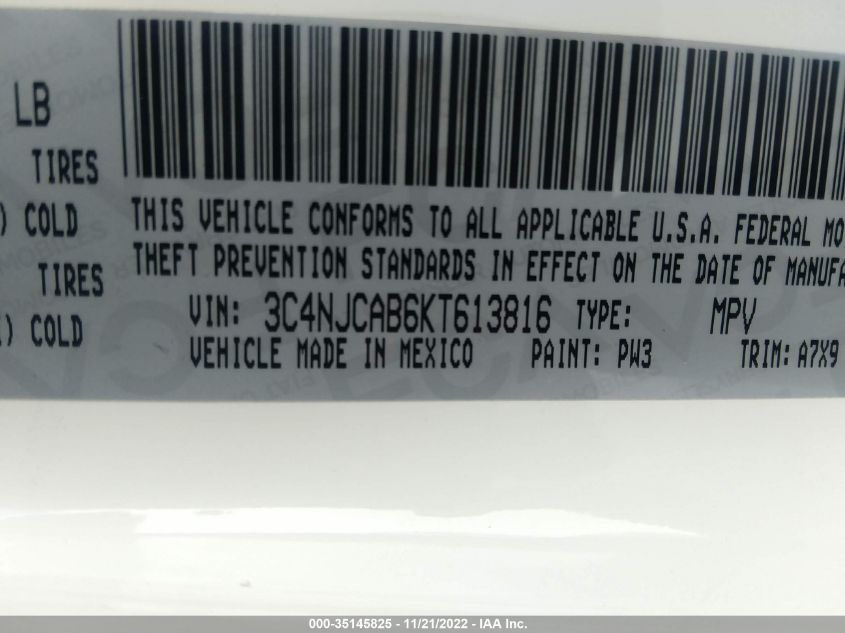 LB
TIRES
) COLD
TIRES
) COLD
THIS VEHICLE CONFORMS TO ALL APPLICABLE U.S.A. FEDERAL MO
THEFT PREVENTION STANDARDS IN EFFECT ON THE DATE OF MANUFA
VIN: 3C4NJCAB6KT613816 TYPE: MPV
VEHICLE MADE IN MEXICO PAINT: PW3 TRIM: A7X9
000-35145825 - 11/21/2022 - IAA Inc.